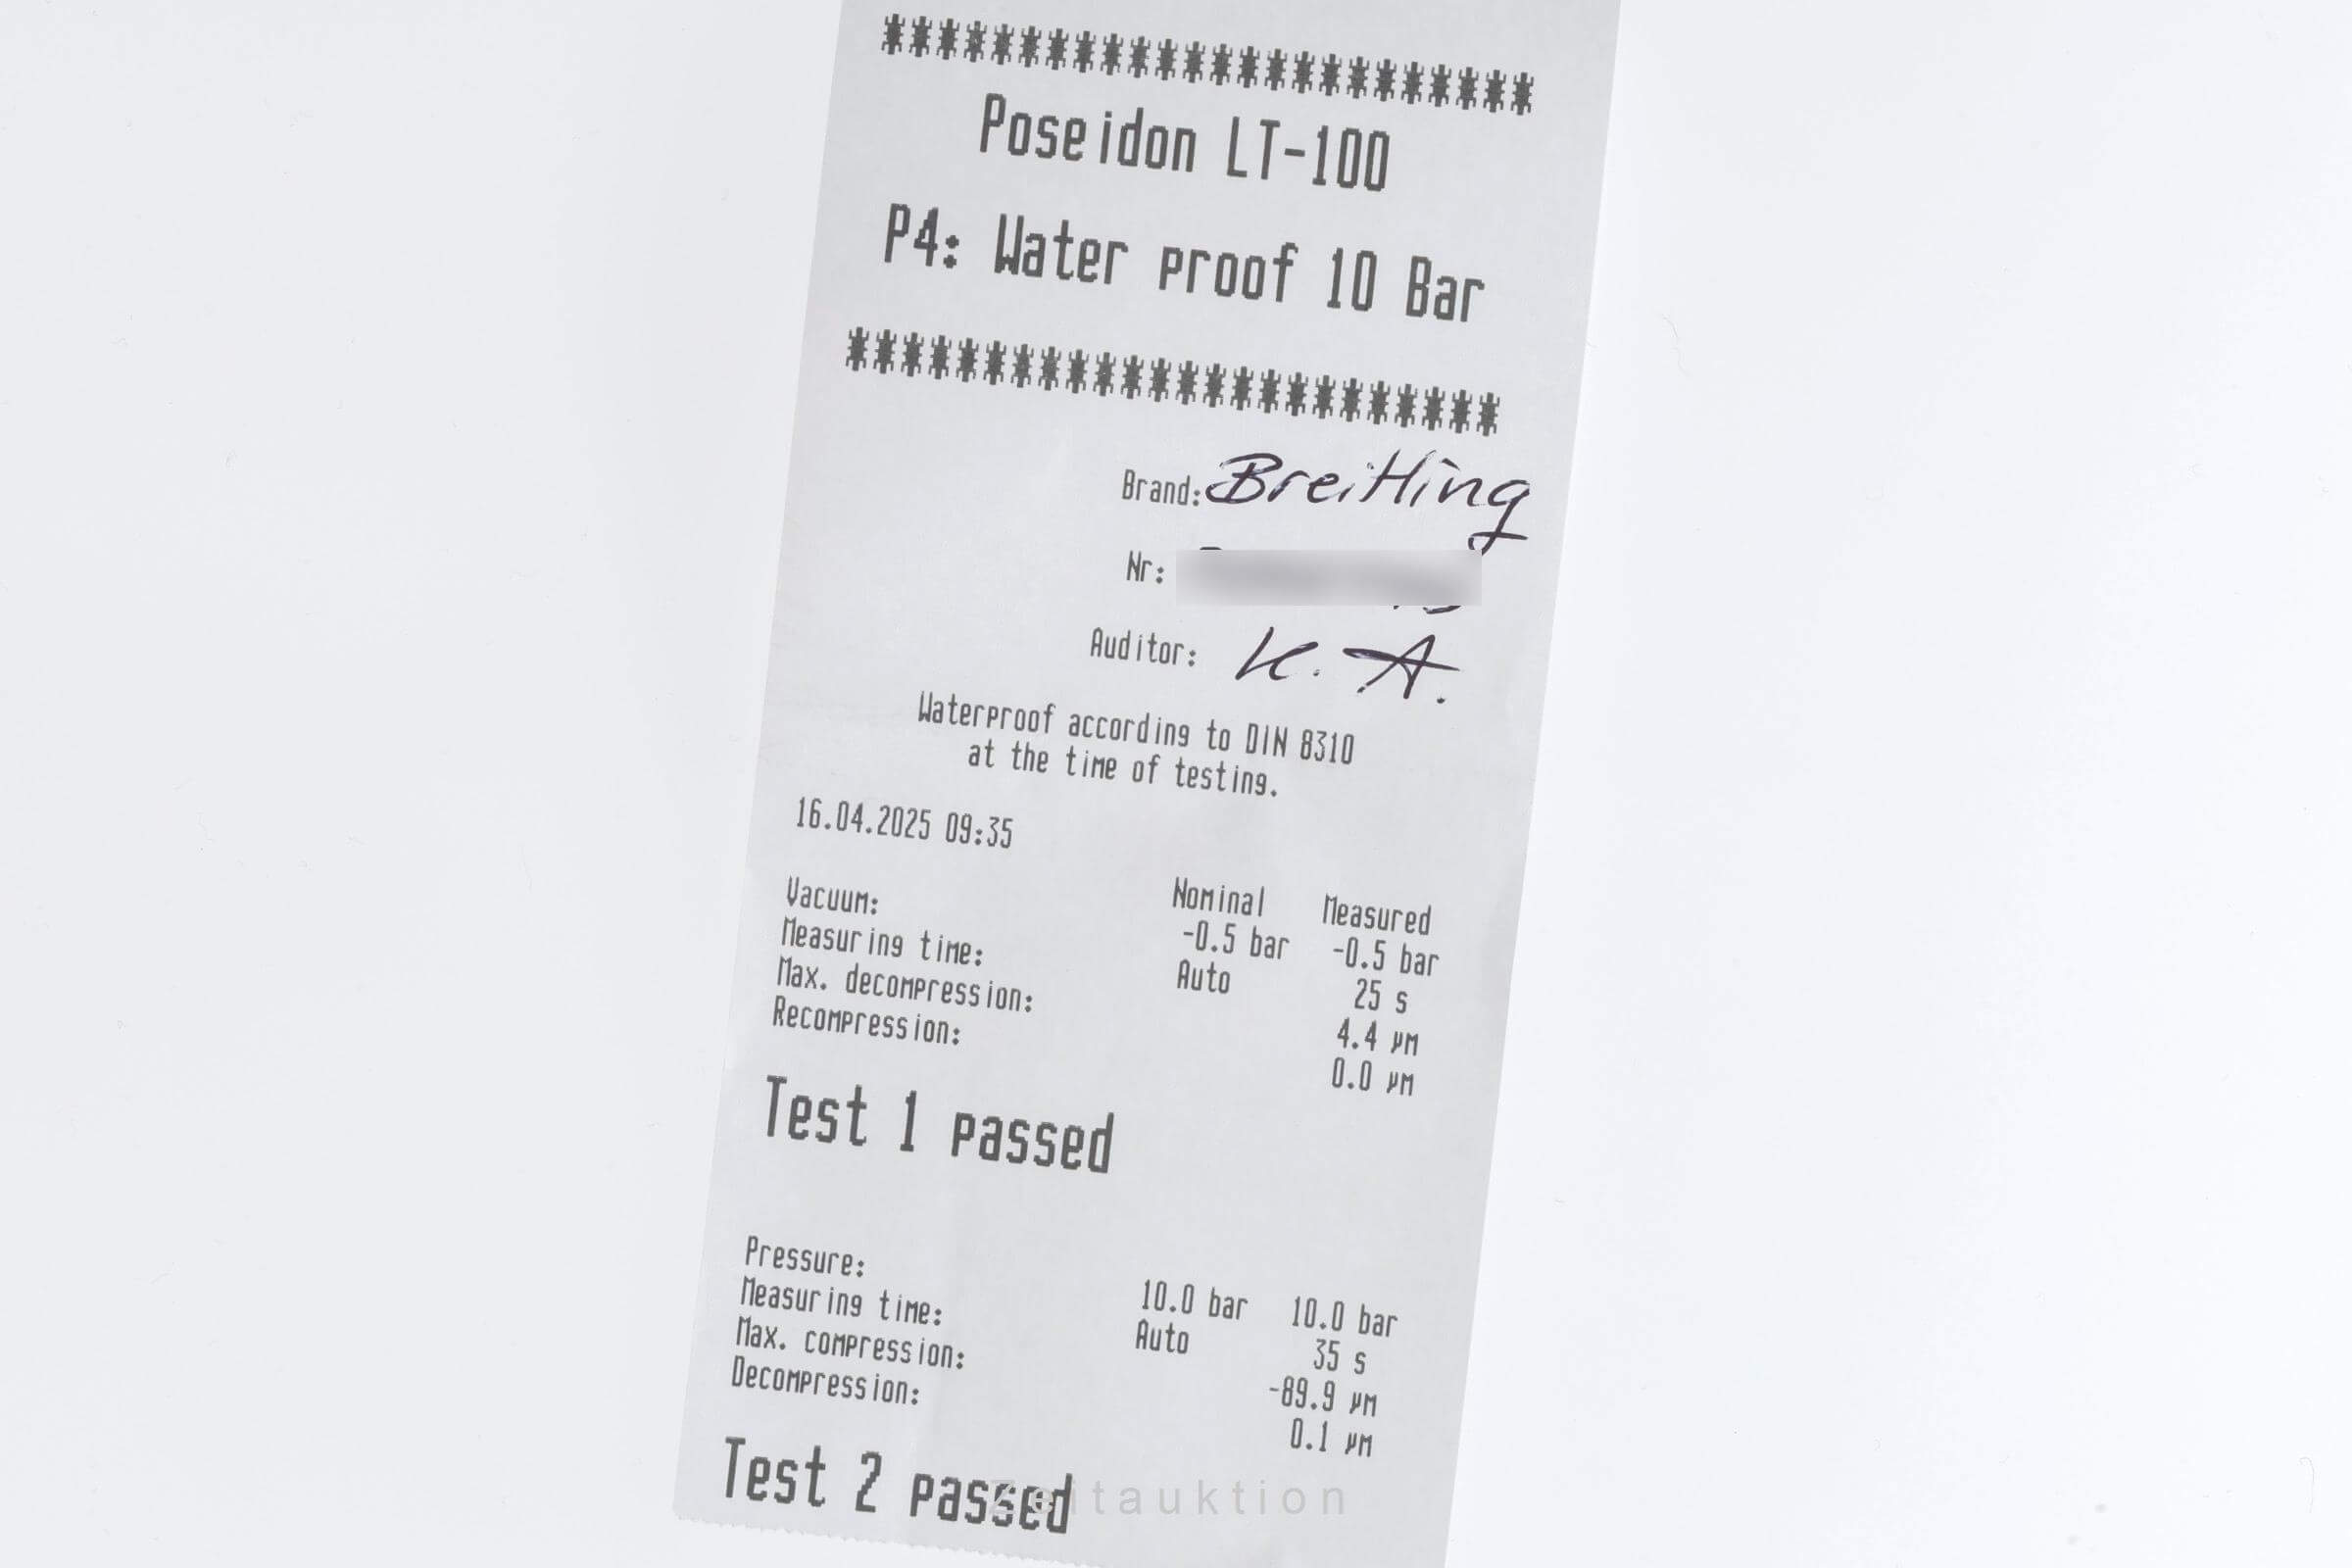 ************************
Poseidon LT-100
P4: Water proof 10 Bar
************************
Brand: Breitling
Nr:
Auditor: K. A.
Waterproof according to DIN 8310
at the time of testing.
16.04.2025 09:35
Nominal Measured
Vacuum: -0.5 bar -0.5 bar
Measuring time: Auto 25 s
Max. decompression: 4.4 µm
Recompression: 0.0 µm
Test 1 passed
Pressure: 10.0 bar 10.0 bar
Measuring time: Auto 35 s
Max. compression: -89.9 µm
Decompression: 0.1 µm
Test 2 passed
Zeitauktion